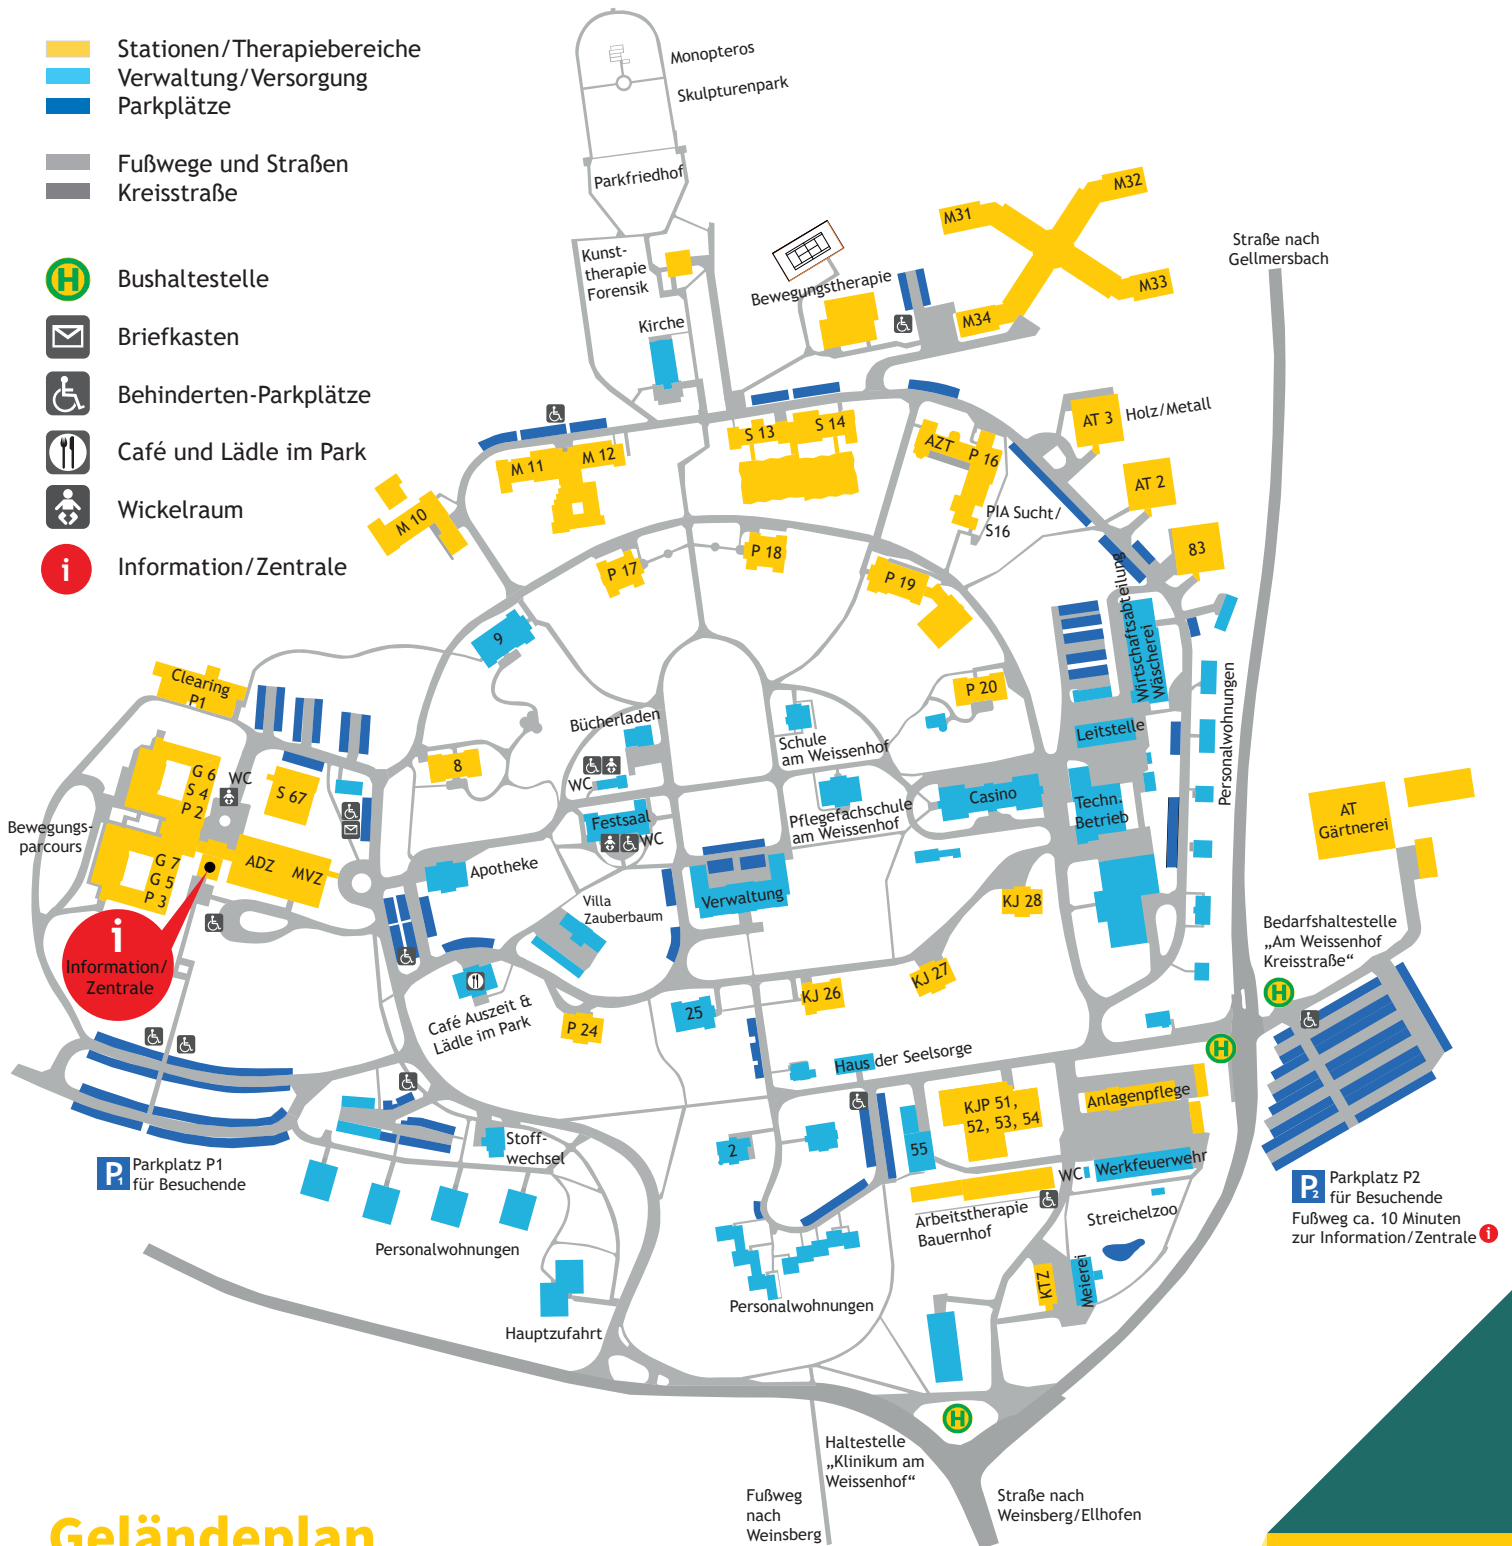 Stationen/Therapiebereiche
Verwaltung/Versorgung
Parkplätze
Fußwege und Straßen
Kreisstraße
H
Bushaltestelle
Briefkasten
Behinderten-Parkplätze
Café und Lädle im Park
Wickelraum
i
Information/Zentrale
Monopteros
Skulpturenpark
Parkfriedhof
Kunst-
therapie
Forensik
Kirche
Bewegungstherapie
M31
M32
M33
M34
Straße nach
Gellmersbach
AT 3
Holz/Metall
AT 2
83
S 13
S 14
AZT
P 16
PIA Sucht/
S16
M 11
M 12
M 10
P 17
P 18
P 19
P 20
9
8
Clearing
P1
G 6
S 4
P 2
WC
S 67
Bewegungs-
parcours
G 7
G 5
P 3
ADZ
MVZ
i
Information/
Zentrale
Bücherladen
WC
Festsaal
WC
Apotheke
Villa
Zauberbaum
Café Auszeit &
Lädle im Park
P 24
25
Verwaltung
Schule
am Weissenhof
Pflegefachschule
am Weissenhof
Casino
Leitstelle
Techn.
Betrieb
Wirtschaftsabteilung
Wäscherei
Personalwohnungen
AT
Gärtnerei
KJ 28
KJ 27
KJ 26
Bedarfshaltestelle
„Am Weissenhof
Kreisstraße“
H
H
Haus der Seelsorge
KJP 51,
52, 53, 54
Anlagenpflege
55
2
WC
Werkfeuerwehr
Arbeitstherapie
Bauernhof
Streichelzoo
KTZ
Meierei
P1
Parkplatz P1
für Besuchende
Stoff-
wechsel
Personalwohnungen
Hauptzufahrt
Personalwohnungen
P2
Parkplatz P2
für Besuchende
Fußweg ca. 10 Minuten
zur Information/Zentrale i
H
Haltestelle
„Klinikum am
Weissenhof“
Fußweg
nach
Weinsberg
Straße nach
Weinsberg/Ellhofen
Geländeplan